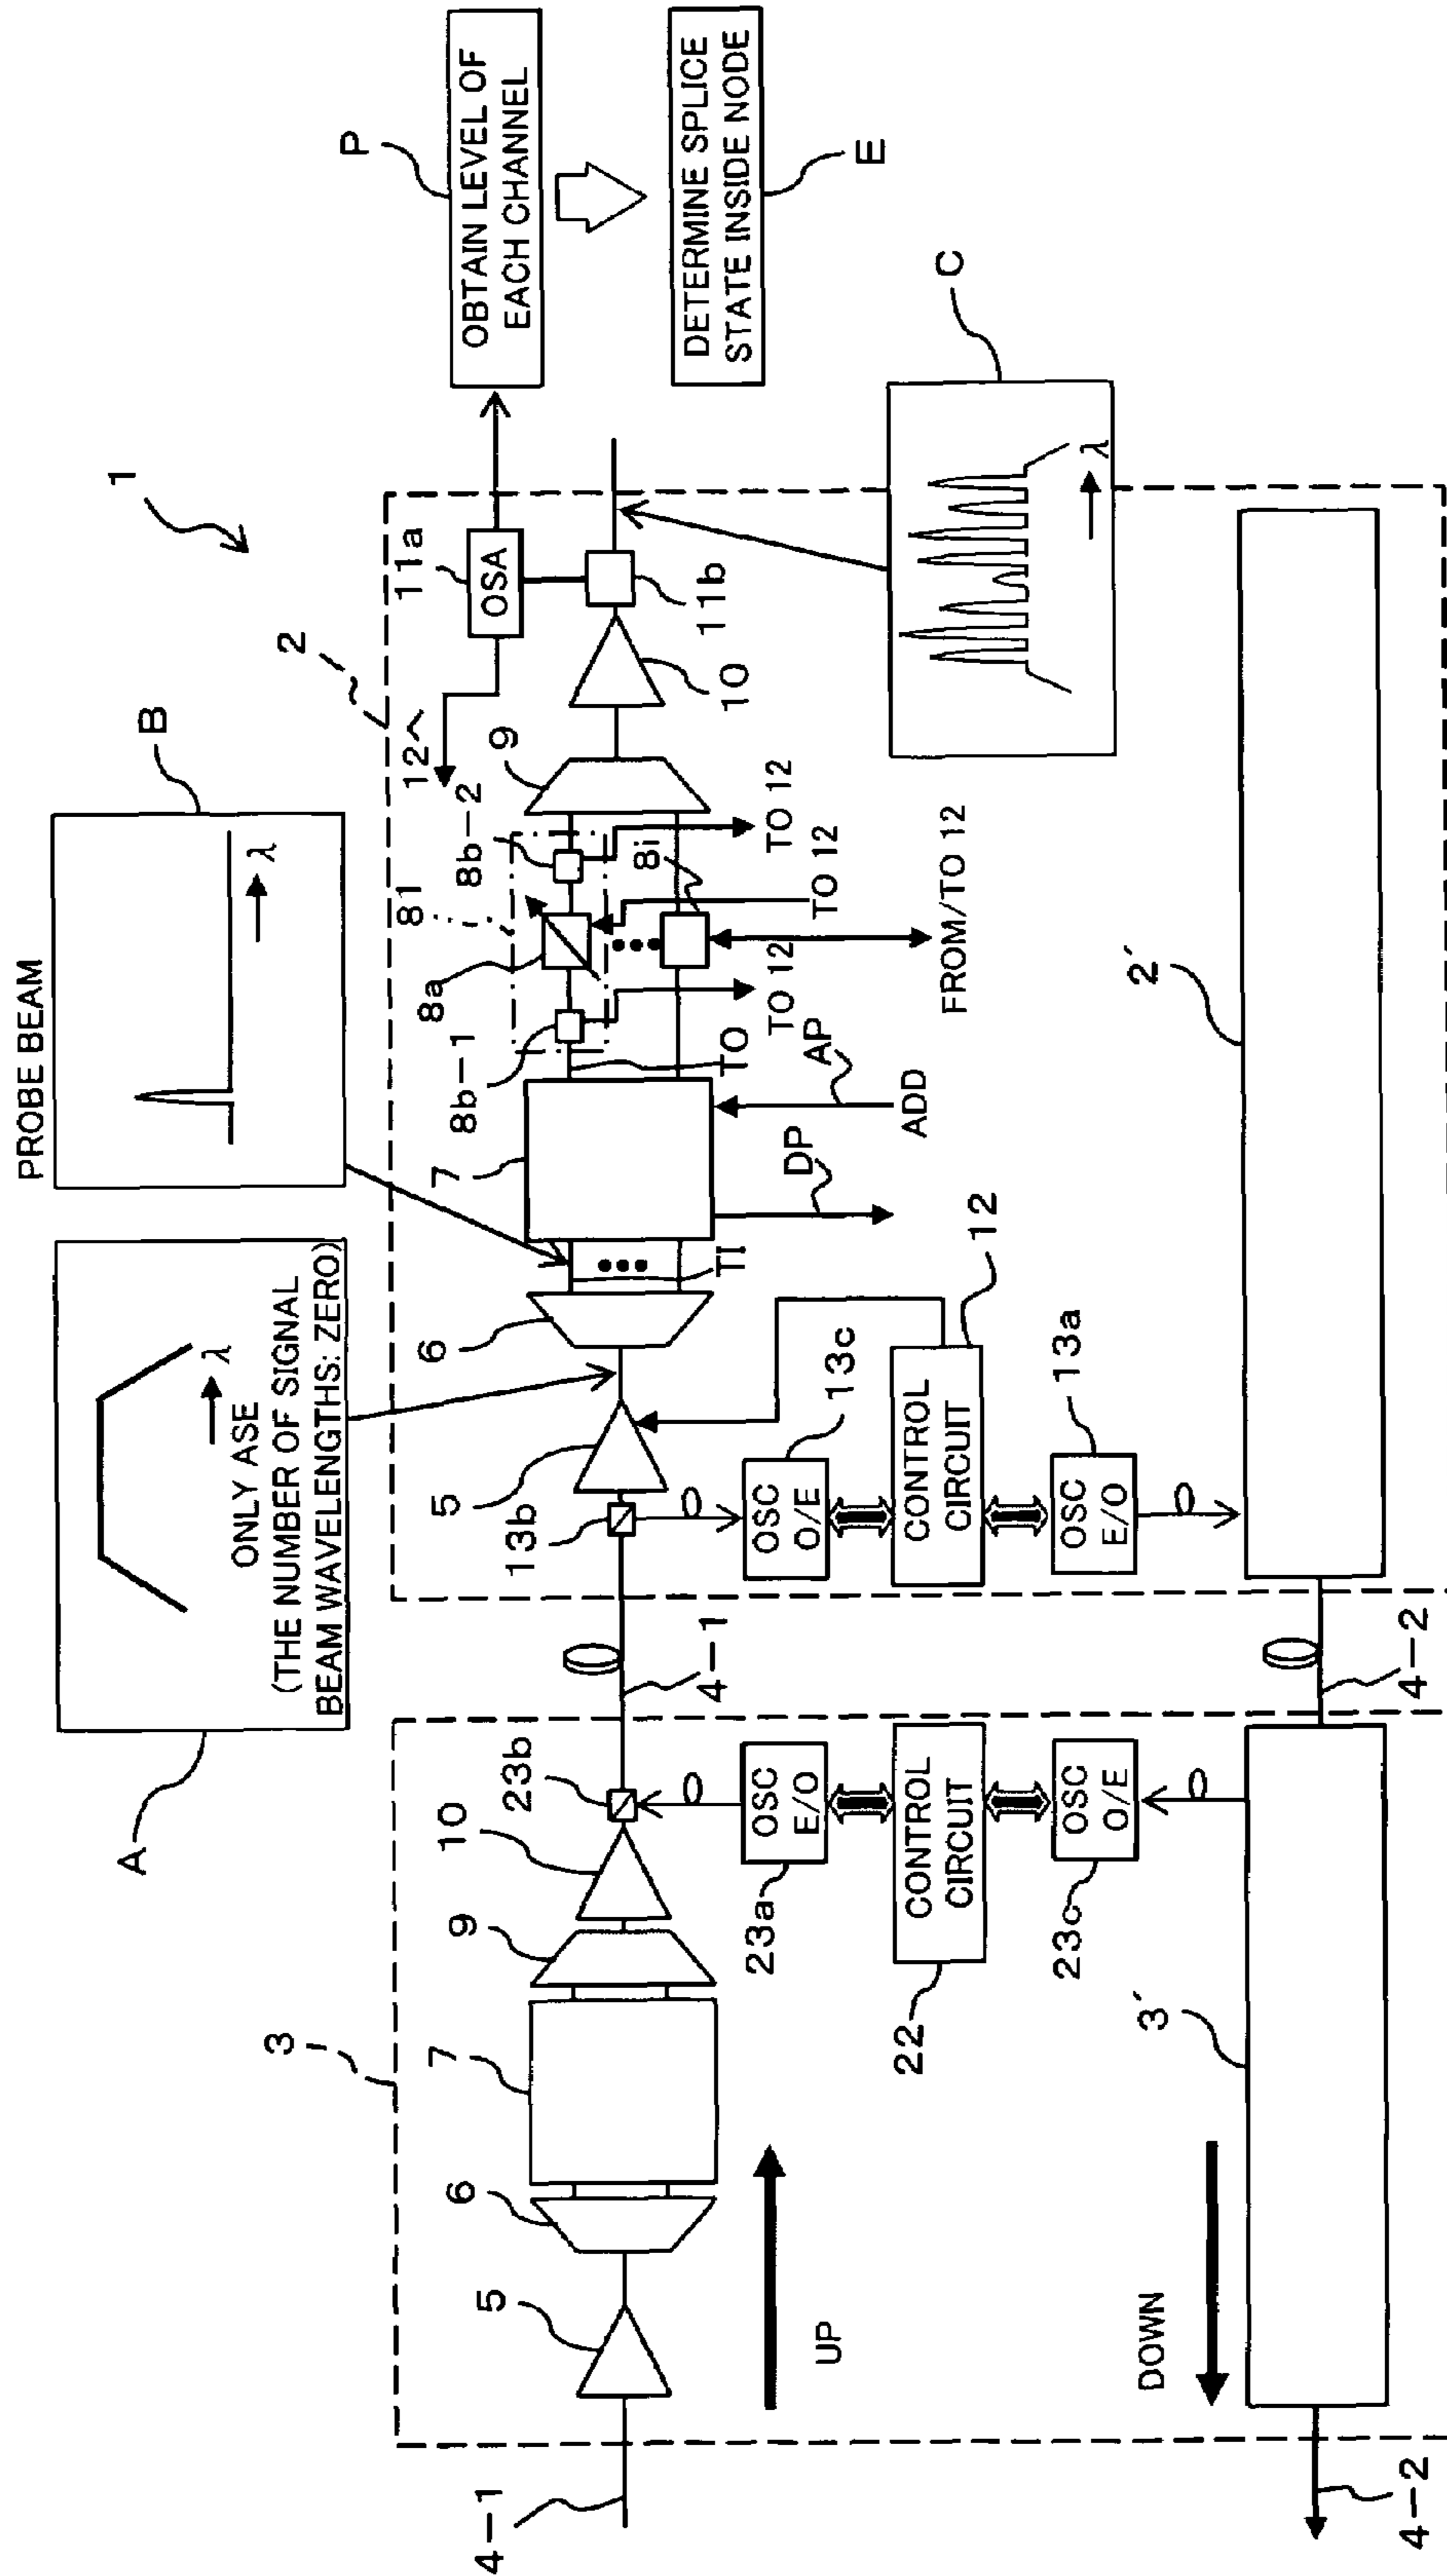 1
PROBE BEAM
λ
B
λ
ONLY ASE
(THE NUMBER OF SIGNAL
BEAM WAVELENGTHS: ZERO)
A
P
OBTAIN LEVEL OF
EACH CHANNEL
DETERMINE SPLICE
STATE INSIDE NODE
E
C
λ
3
4-1
5
6
7
9
10
23b
4-1
UP
23a
OSC
E/O
CONTROL
CIRCUIT
22
OSC
O/E
23c
DOWN
3´
4-2
4-2
2
13b
5
6
TI
7
DP
AP
ADD
TO
8b-1
8a
81
8b-2
8i
TO 12
TO 12
TO 12
FROM/TO 12
9
10
11b
11a
OSA
12へ
OSC
O/E
13c
CONTROL
CIRCUIT
12
OSC
E/O
13a
2´